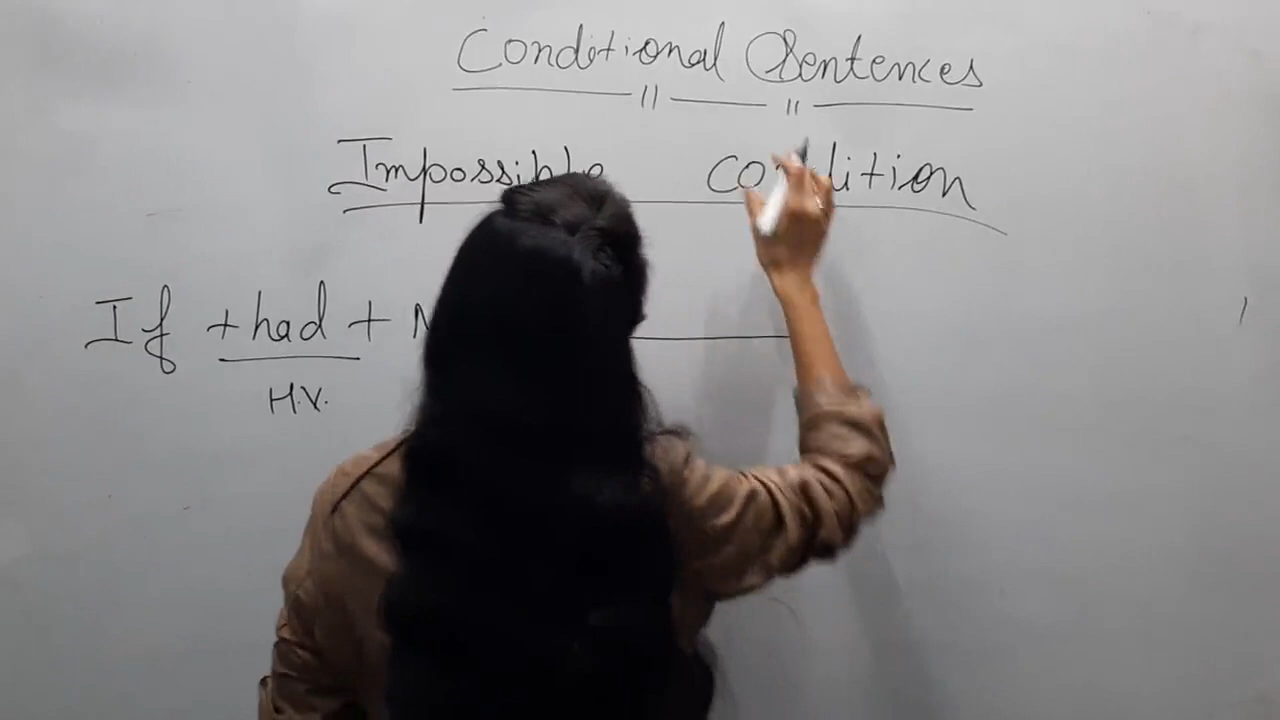 Conditional Sentences
Impossible Condition
If + had +
H.V.